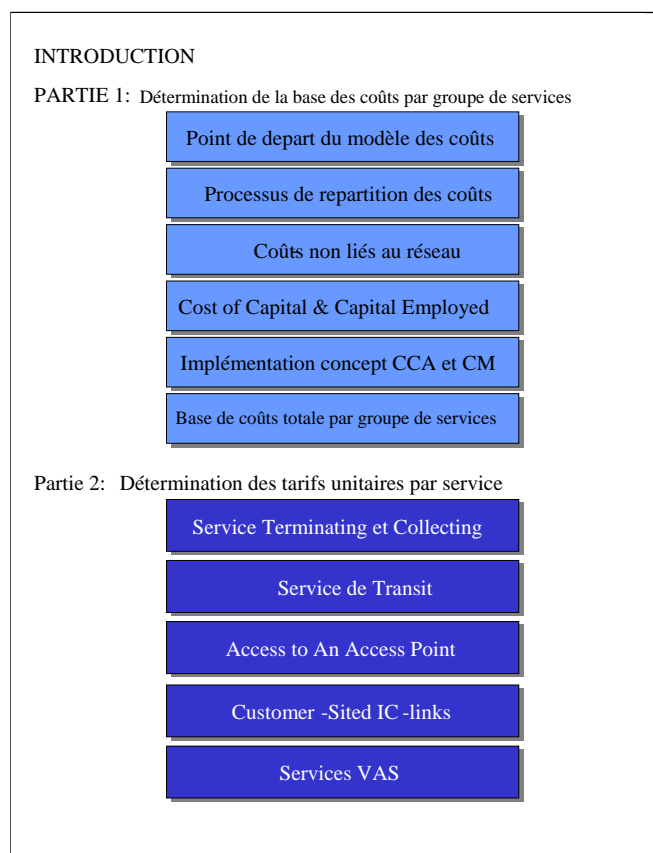 INTRODUCTION
PARTIE 1: Détermination de la base des coûts par groupe de services
Point de depart du modèle des coûts
Processus de repartition des coûts
Coûts non liés au réseau
Cost of Capital & Capital Employed
Implémentation concept CCA et CM
Base de coûts totale par groupe de services
Partie 2: Détermination des tarifs unitaires par service
Service Terminating et Collecting
Service de Transit
Access to An Access Point
Customer -Sited IC -links
Services VAS